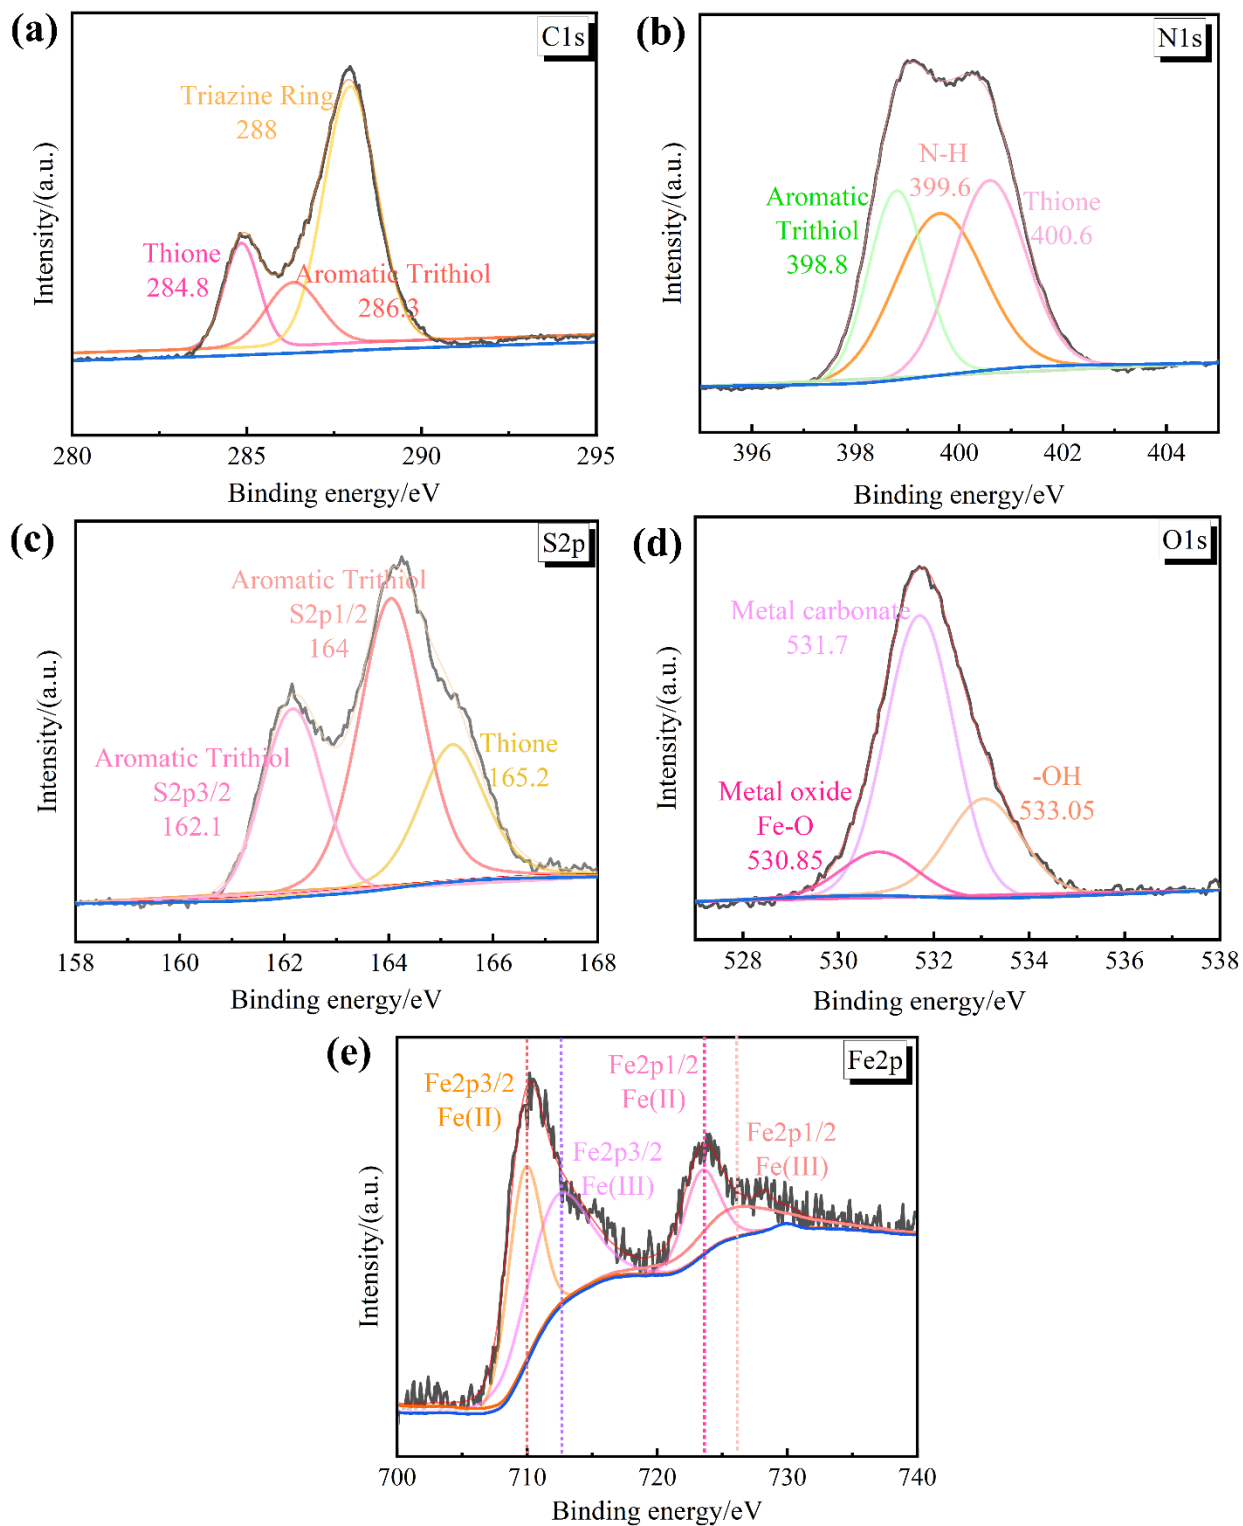 (a)
C1s
Triazine Ring
288
Thione
284.8
Aromatic Trithiol
286.3
Intensity/(a.u.)
280 285 290 295
Binding energy/eV
(b)
N1s
N-H
399.6
Aromatic
Trithiol
398.8
Thione
400.6
Intensity/(a.u.)
396 398 400 402 404
Binding energy/eV
(c)
S2p
Aromatic Trithiol
S2p1/2
164
Aromatic Trithiol
S2p3/2
162.1
Thione
165.2
Intensity/(a.u.)
158 160 162 164 166 168
Binding energy/eV
(d)
O1s
Metal carbonate
531.7
Metal oxide
Fe-O
530.85
-OH
533.05
Intensity/(a.u.)
528 530 532 534 536 538
Binding energy/eV
(e)
Fe2p
Fe2p3/2
Fe(II)
Fe2p3/2
Fe(III)
Fe2p1/2
Fe(II)
Fe2p1/2
Fe(III)
Intensity/(a.u.)
700 710 720 730 740
Binding energy/eV